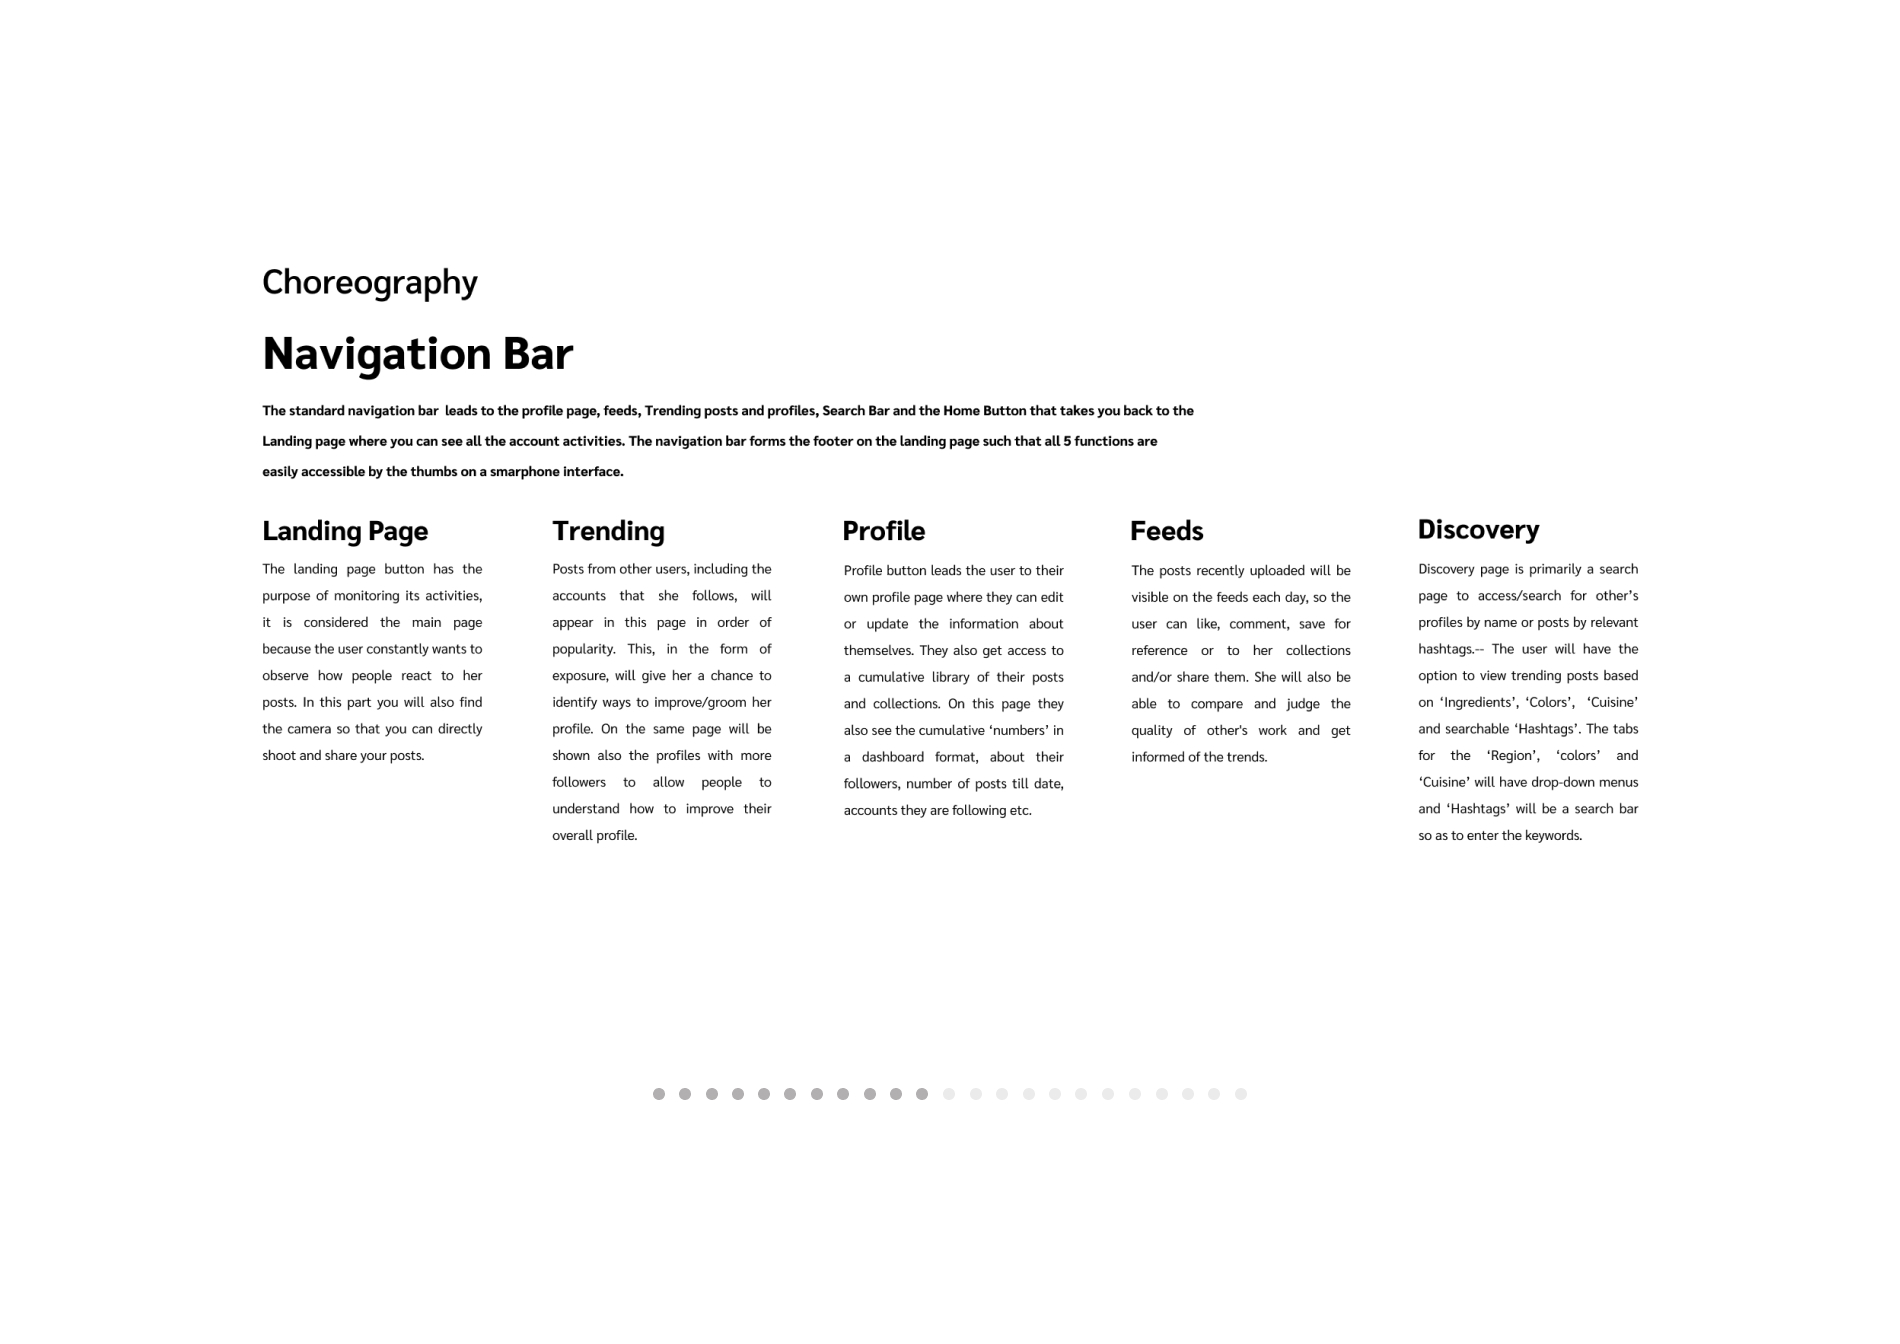 Choreography
Navigation Bar
The standard navigation bar  leads to the profile page, feeds, Trending posts and profiles, Search Bar and the Home Button that takes you back to the
Landing page where you can see all the account activities. The navigation bar forms the footer on the landing page such that all 5 functions are
easily accessible by the thumbs on a smarphone interface.
Landing Page
The landing page button has the
purpose of monitoring its activities,
it is considered the main page
because the user constantly wants to
observe how people react to her
posts. In this part you will also find
the camera so that you can directly
shoot and share your posts.
Trending
Posts from other users, including the
accounts that she follows, will
appear in this page in order of
popularity. This, in the form of
exposure, will give her a chance to
identify ways to improve/groom her
profile. On the same page will be
shown also the profiles with more
followers to allow people to
understand how to improve their
overall profile.
Profile
Profile button leads the user to their
own profile page where they can edit
or update the information about
themselves. They also get access to
a cumulative library of their posts
and collections. On this page they
also see the cumulative ‘numbers’ in
a dashboard format, about their
followers, number of posts till date,
accounts they are following etc.
Feeds
The posts recently uploaded will be
visible on the feeds each day, so the
user can like, comment, save for
reference or to her collections
and/or share them. She will also be
able to compare and judge the
quality of other's work and get
informed of the trends.
Discovery
Discovery page is primarily a search
page to access/search for other’s
profiles by name or posts by relevant
hashtags.-- The user will have the
option to view trending posts based
on ‘Ingredients’, ‘Colors’, ‘Cuisine’
and searchable ‘Hashtags’. The tabs
for the ‘Region’, ‘colors’ and
‘Cuisine’ will have drop-down menus
and ‘Hashtags’ will be a search bar
so as to enter the keywords.